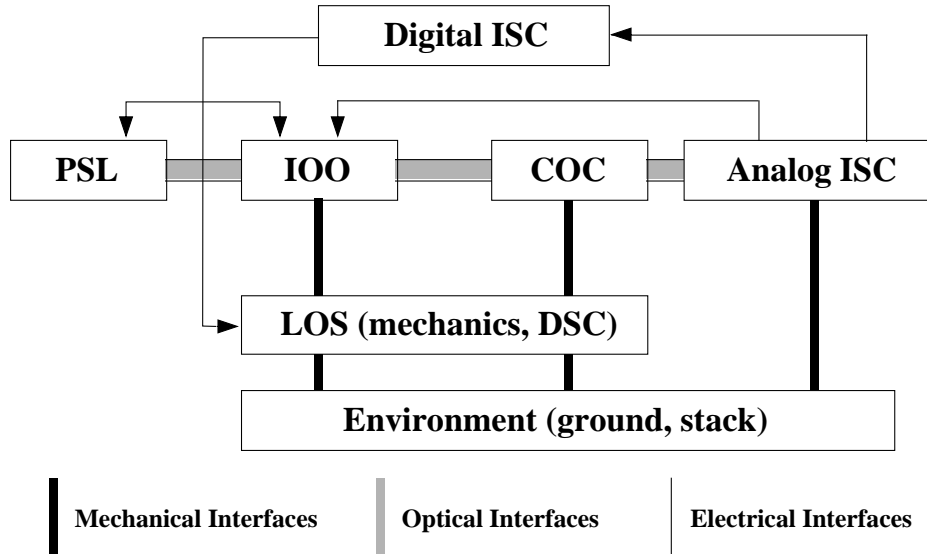 Digital ISC
PSL
IOO
COC
Analog ISC
LOS (mechanics, DSC)
Environment (ground, stack)
Mechanical Interfaces
Optical Interfaces
Electrical Interfaces